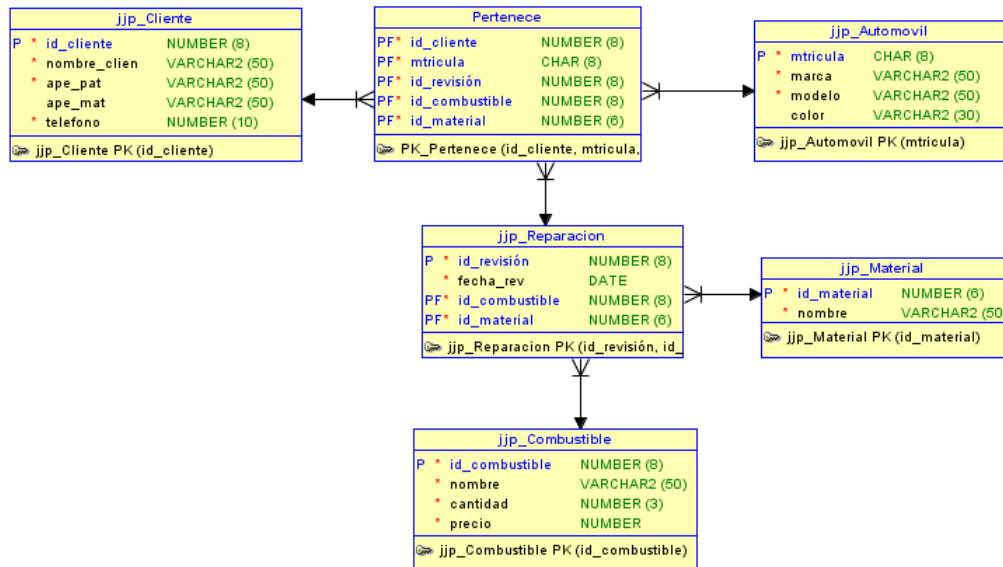 jjp_Cliente
P * id_cliente NUMBER (8)
* nombre_clien VARCHAR2 (50)
* ape_pat VARCHAR2 (50)
ape_mat VARCHAR2 (50)
* telefono NUMBER (10)
jjp_Cliente PK (id_cliente)
Pertenece
PF* id_cliente NUMBER (8)
PF* mtricula CHAR (8)
PF* id_revisión NUMBER (8)
PF* id_combustible NUMBER (8)
PF* id_material NUMBER (6)
PK_Pertenece (id_cliente, mtricula,
jjp_Automovil
P * mtricula CHAR (8)
* marca VARCHAR2 (50)
* modelo VARCHAR2 (50)
color VARCHAR2 (30)
jjp_Automovil PK (mtricula)
jjp_Reparacion
P * id_revisión NUMBER (8)
* fecha_rev DATE
PF* id_combustible NUMBER (8)
PF* id_material NUMBER (6)
jjp_Reparacion PK (id_revisión, id_
jjp_Material
P * id_material NUMBER (6)
* nombre VARCHAR2 (50
jjp_Material PK (id_material)
jjp_Combustible
P * id_combustible NUMBER (8)
* nombre VARCHAR2 (50)
* cantidad NUMBER (3)
* precio NUMBER
jjp_Combustible PK (id_combustible)